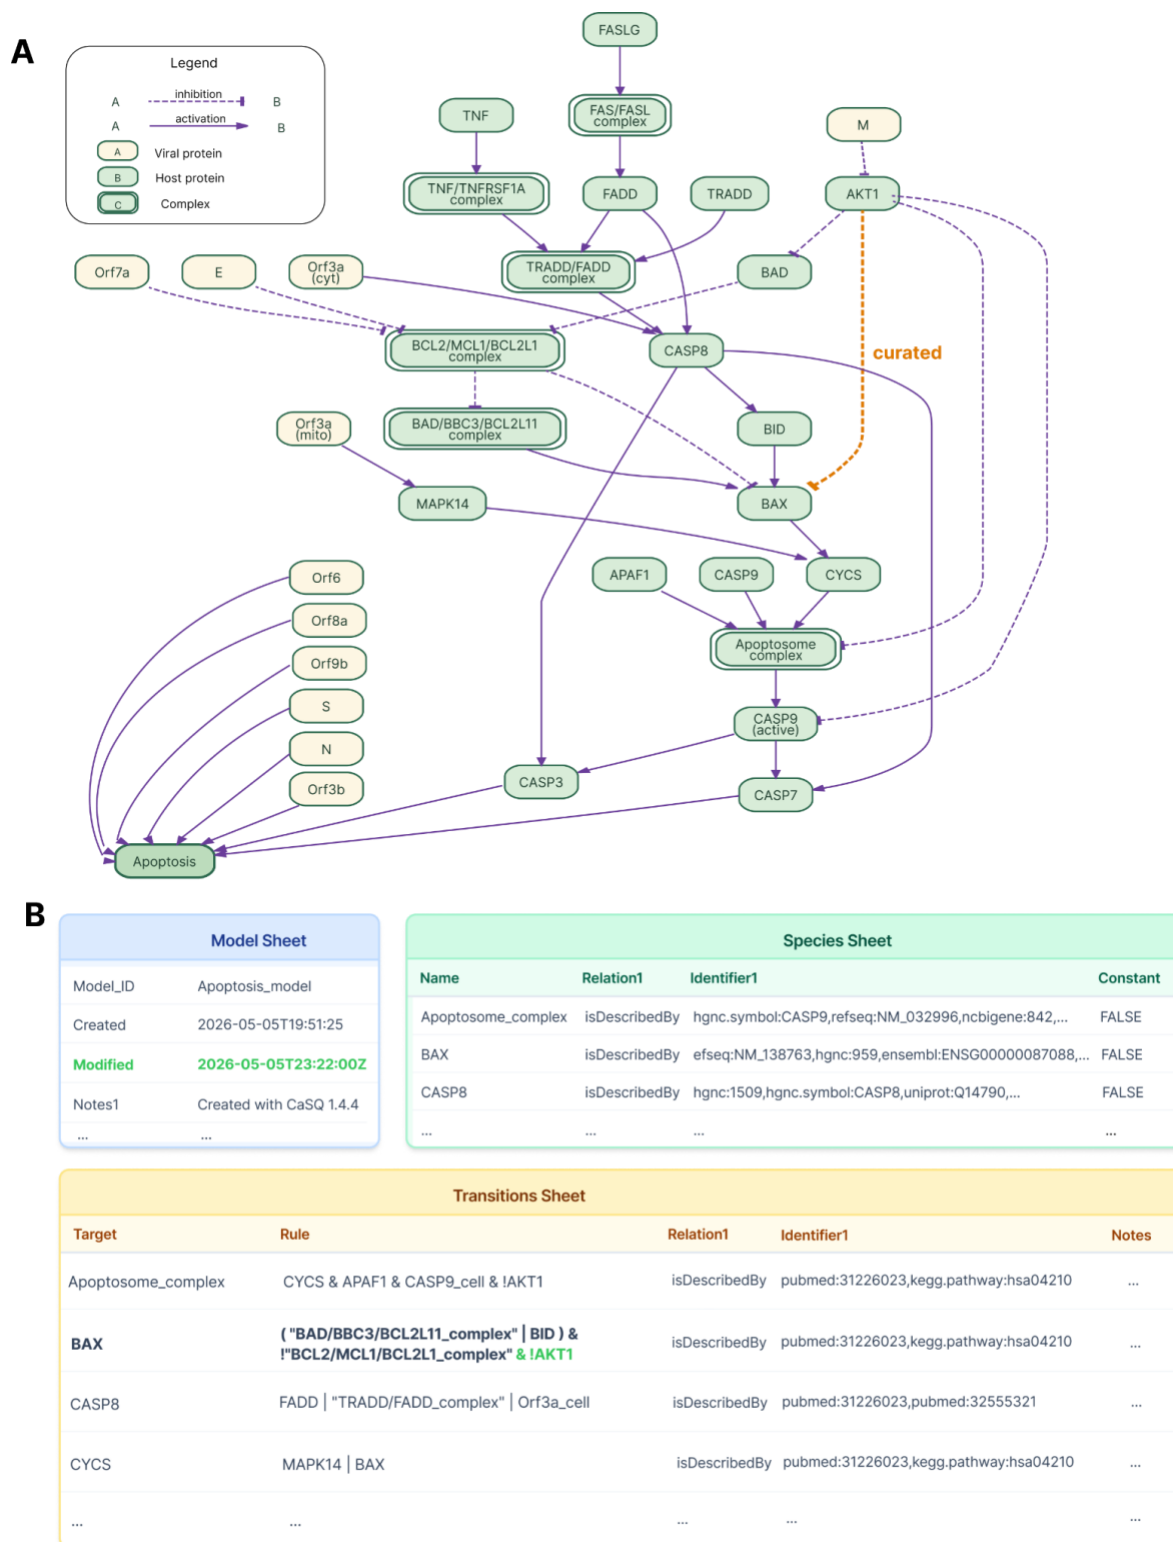 A
Legend
A inhibition B
A activation B
A Viral protein
B Host protein
C Complex
FASLG
TNF
FAS/FASL
complex
M
TNF/TNFRSF1A
complex
FADD
TRADD
AKT1
Orf7a
E
Orf3a
(cyt)
TRADD/FADD
complex
BAD
BCL2/MCL1/BCL2L1
complex
CASP8
curated
Orf3a
(mito)
BAD/BBC3/BCL2L11
complex
BID
MAPK14
BAX
Orf6
APAF1
CASP9
CYCS
Orf8a
Apoptosome
complex
Orf9b
S
CASP9
(active)
N
Orf3b
CASP3
CASP7
Apoptosis
B
Model Sheet
Model_ID Apoptosis_model
Created 2026-05-05T19:51:25
Modified 2026-05-05T23:22:00Z
Notes1 Created with CaSQ 1.4.4
... ...
Species Sheet
Name Relation1 Identifier1 Constant
Apoptosome_complex isDescribedBy hgnc.symbol:CASP9,refseq:NM_032996,ncbigene:842,... FALSE
BAX isDescribedBy efseq:NM_138763,hgnc:959,ensembl:ENSG00000087088,... FALSE
CASP8 isDescribedBy hgnc:1509,hgnc.symbol:CASP8,uniprot:Q14790,... FALSE
... ... ... ...
Transitions Sheet
Target Rule Relation1 Identifier1 Notes
Apoptosome_complex CYCS & APAF1 & CASP9_cell & !AKT1 isDescribedBy pubmed:31226023,kegg.pathway:hsa04210 ...
BAX ( "BAD/BBC3/BCL2L11_complex" | BID ) &
!"BCL2/MCL1/BCL2L1_complex" & !AKT1 isDescribedBy pubmed:31226023,kegg.pathway:hsa04210 ...
CASP8 FADD | "TRADD/FADD_complex" | Orf3a_cell isDescribedBy pubmed:31226023,pubmed:32555321 ...
CYCS MAPK14 | BAX isDescribedBy pubmed:31226023,kegg.pathway:hsa04210 ...
... ... ... ... ...